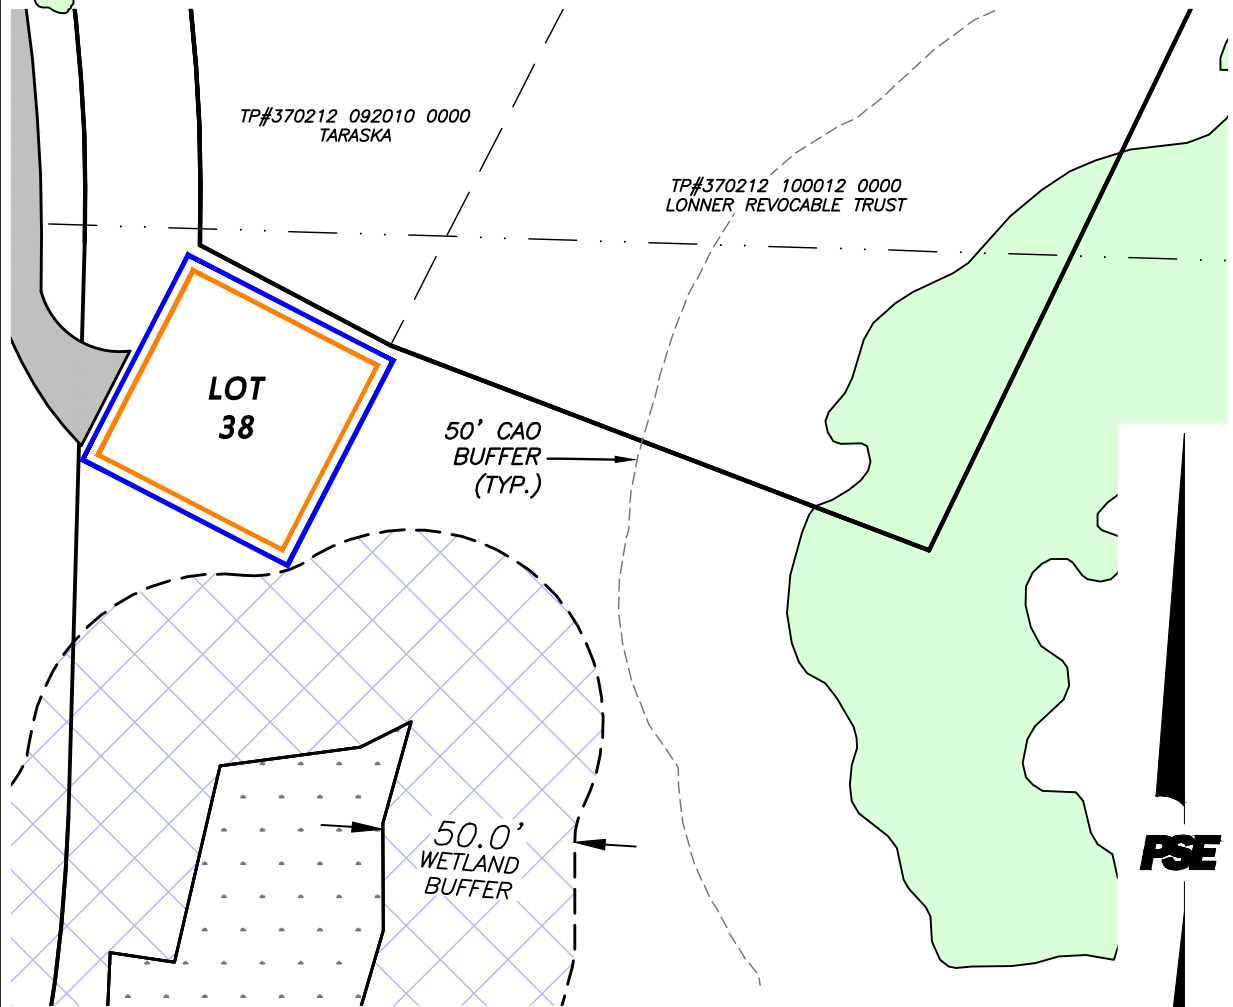 TP#370212 092010 0000
TARASKA
TP#370212 100012 0000
LONNER REVOCABLE TRUST
LOT
38
50' CAO
BUFFER
(TYP.)
50.0'
WETLAND
BUFFER
PSE